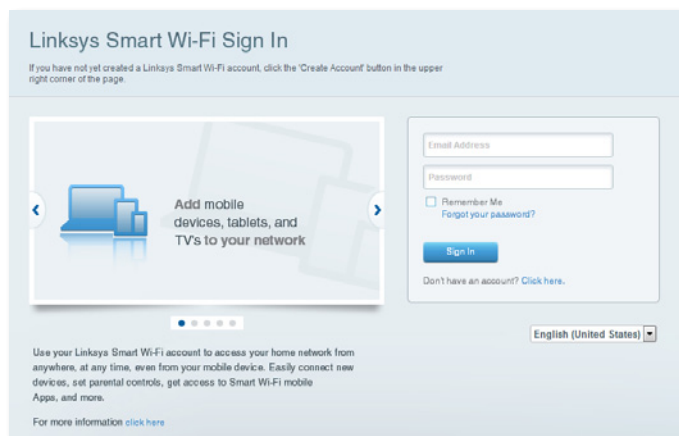 Linksys Smart Wi-Fi Sign In
If you have not yet created a Linksys Smart Wi-Fi account, click the 'Create Account' button in the upper
right corner of the page.
Add mobile
devices, tablets, and
TV's to your network
Email Address
Password
Remember Me
Forgot your password?
Sign In
Don't have an account? Click here.
English (United States)
Use your Linksys Smart Wi-Fi account to access your home network from
anywhere, at any time, even from your mobile device. Easily connect new
devices, set parental controls, get access to Smart Wi-Fi mobile
Apps, and more.
For more information click here